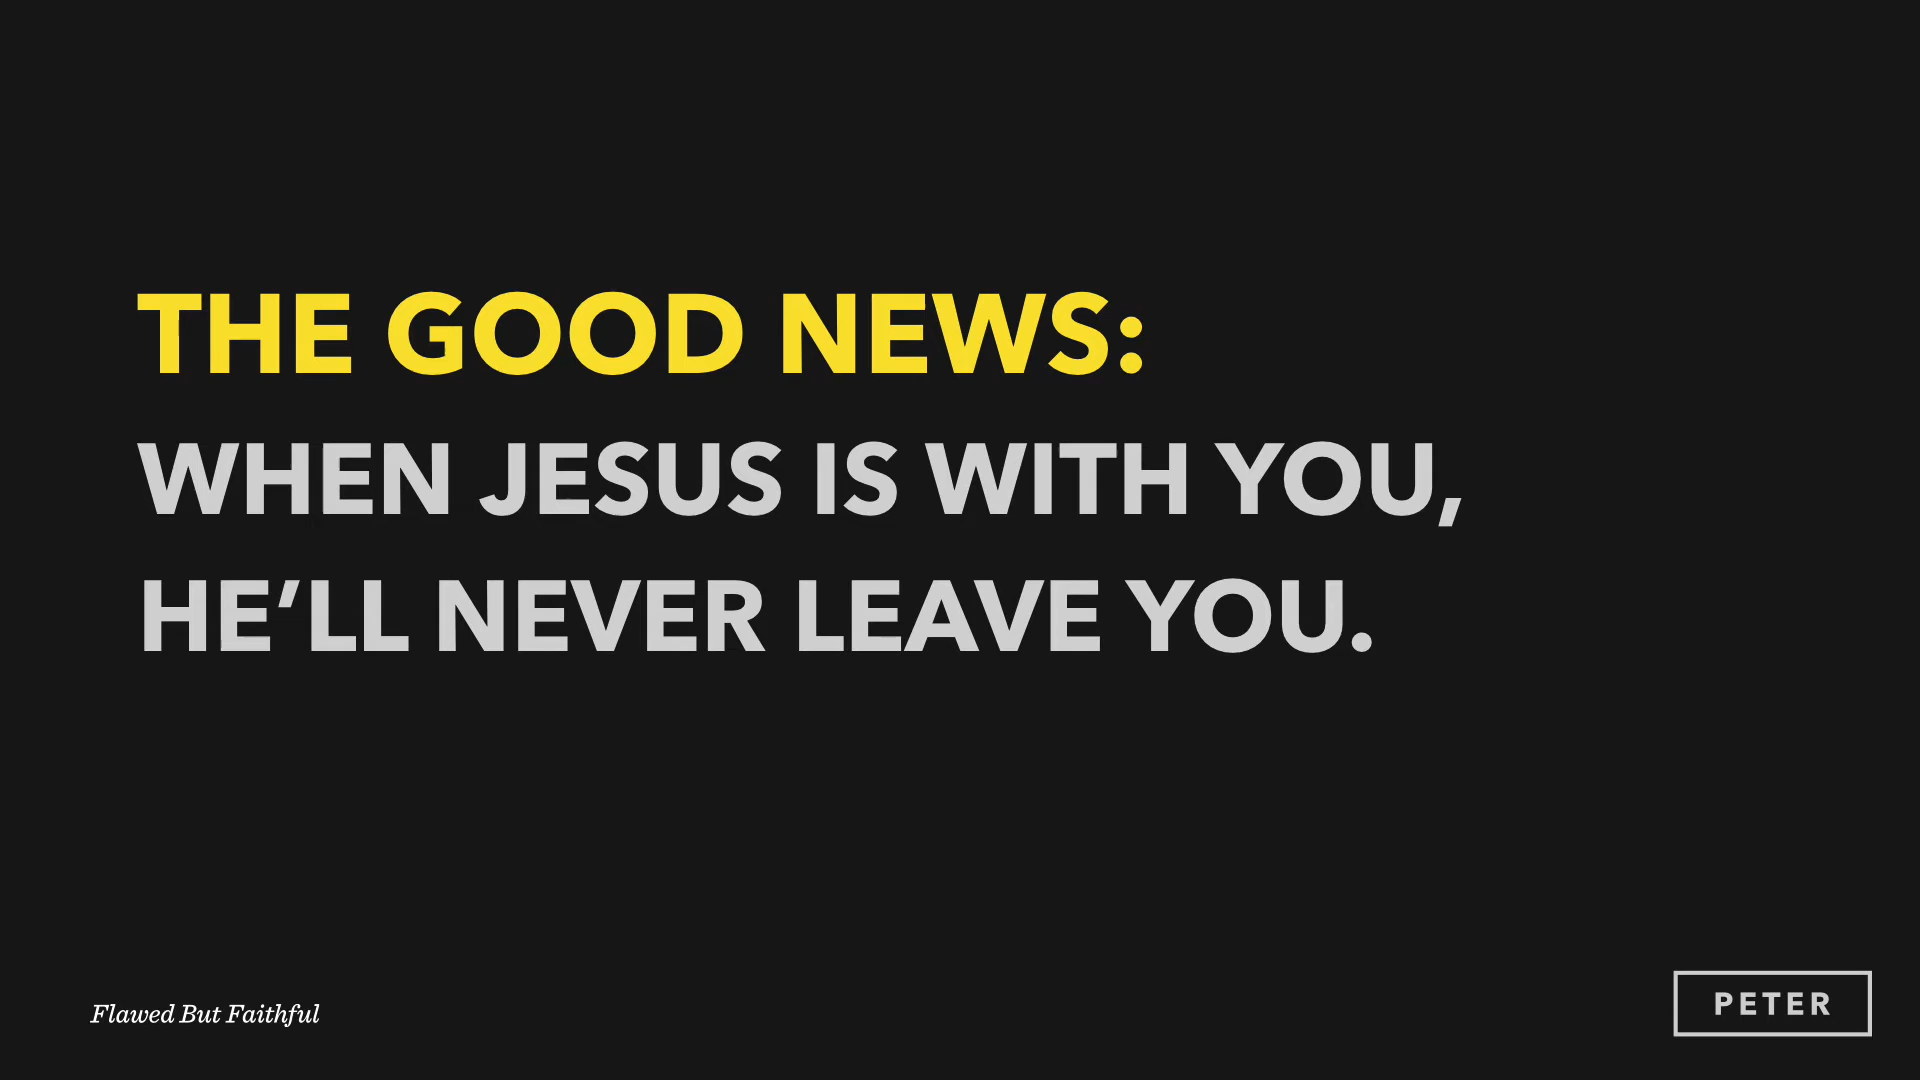 THE GOOD NEWS:
WHEN JESUS IS WITH YOU,
HE’LL NEVER LEAVE YOU.
Flawed But Faithful
PETER